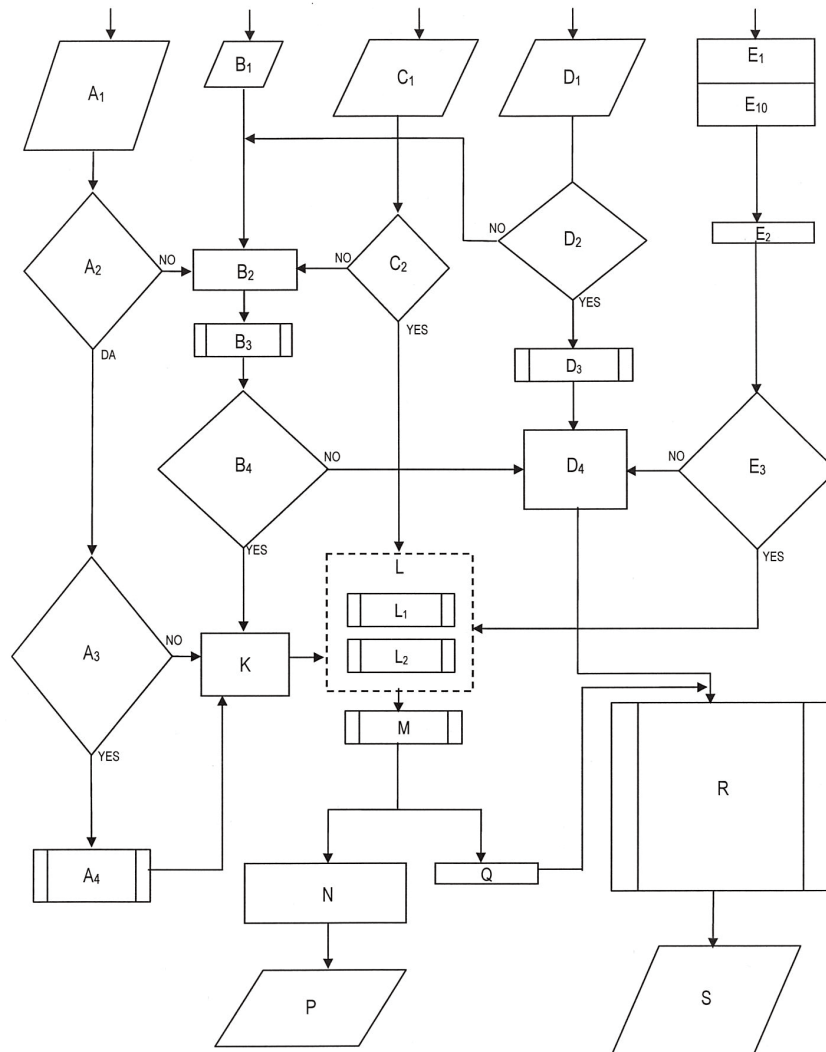 A1
B1
C1
D1
E1
E10
A2
NO
B2
NO
C2
NO
D2
E2
DA
B3
YES
YES
D3
B4
NO
D4
NO
E3
YES
YES
L
L1
A3
NO
K
L2
YES
M
R
A4
N
Q
P
S